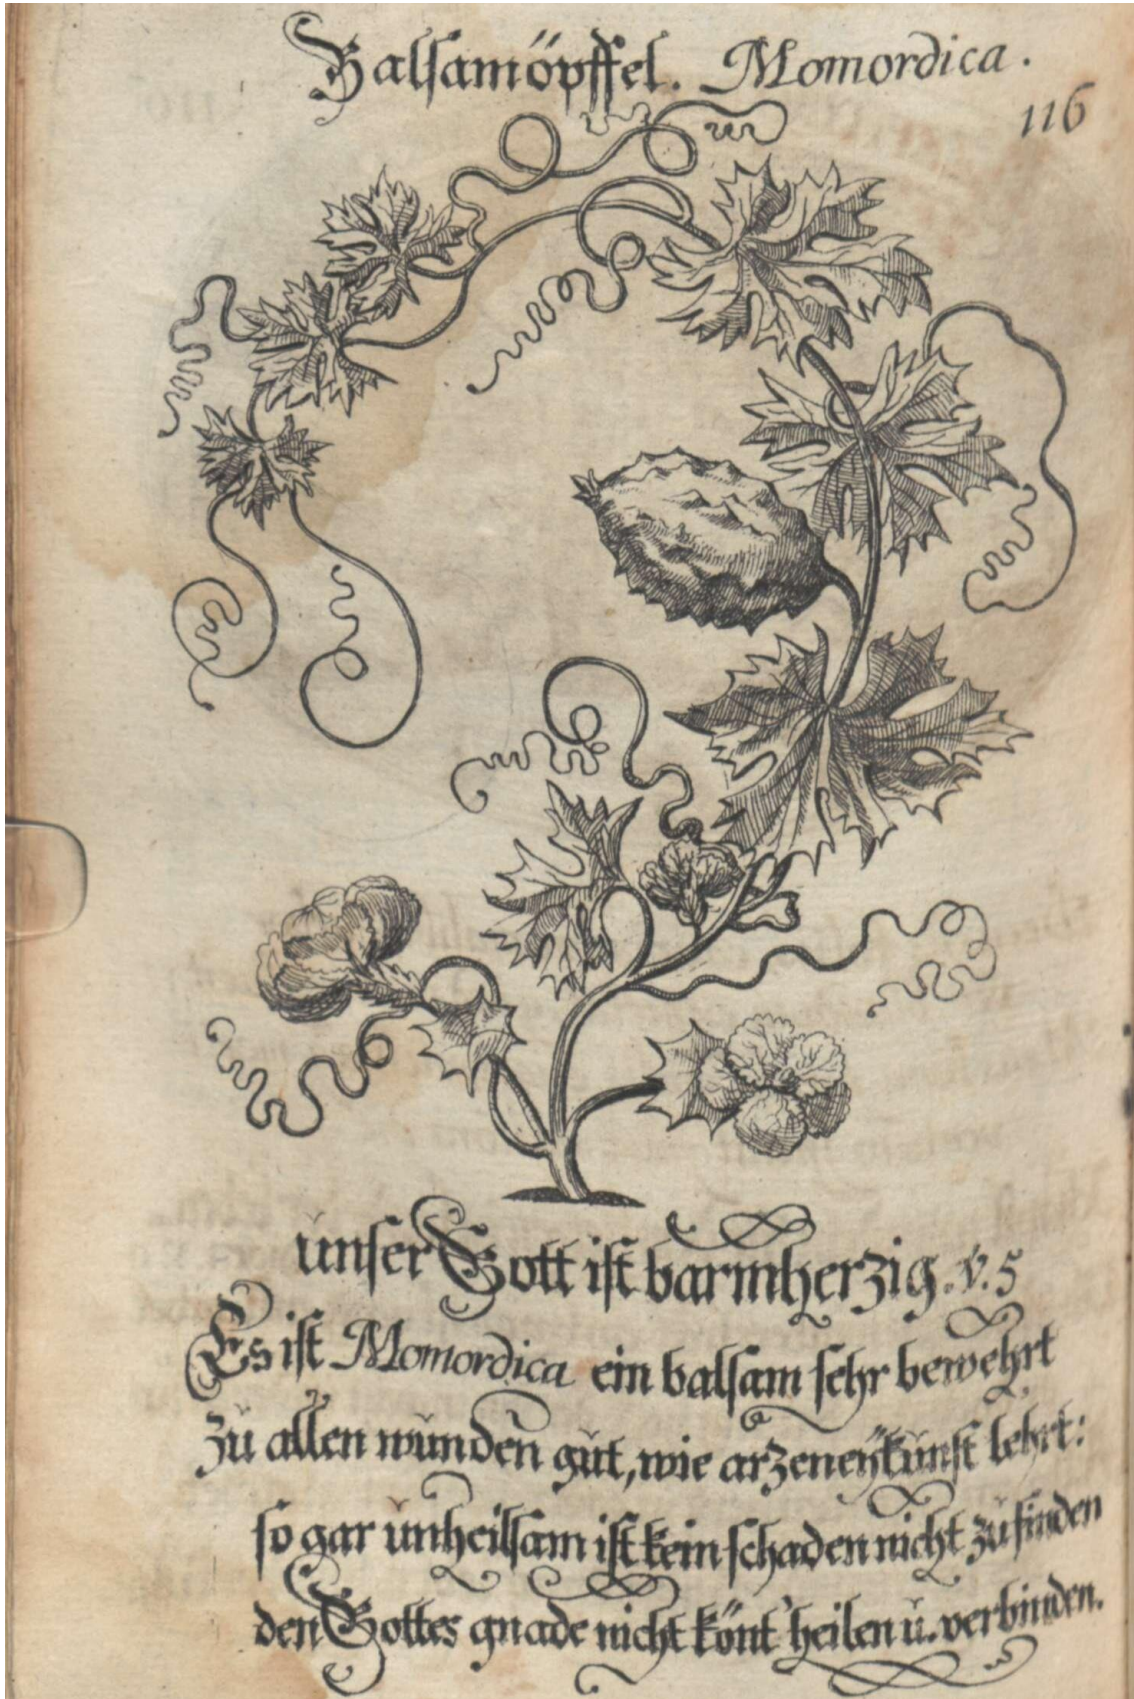 Balsamöpffel. Momordica.
116
unser Gott ist barmherzig. v. 5
Es ist Momordica ein balsam sehr bewehrt
zu allen wunden gut, wie arzeneÿkunst lehrt:
so gar unheilsam ist kein schaden nicht zu finden
den Gottes gnade nicht könt' heilen u. verbinden.